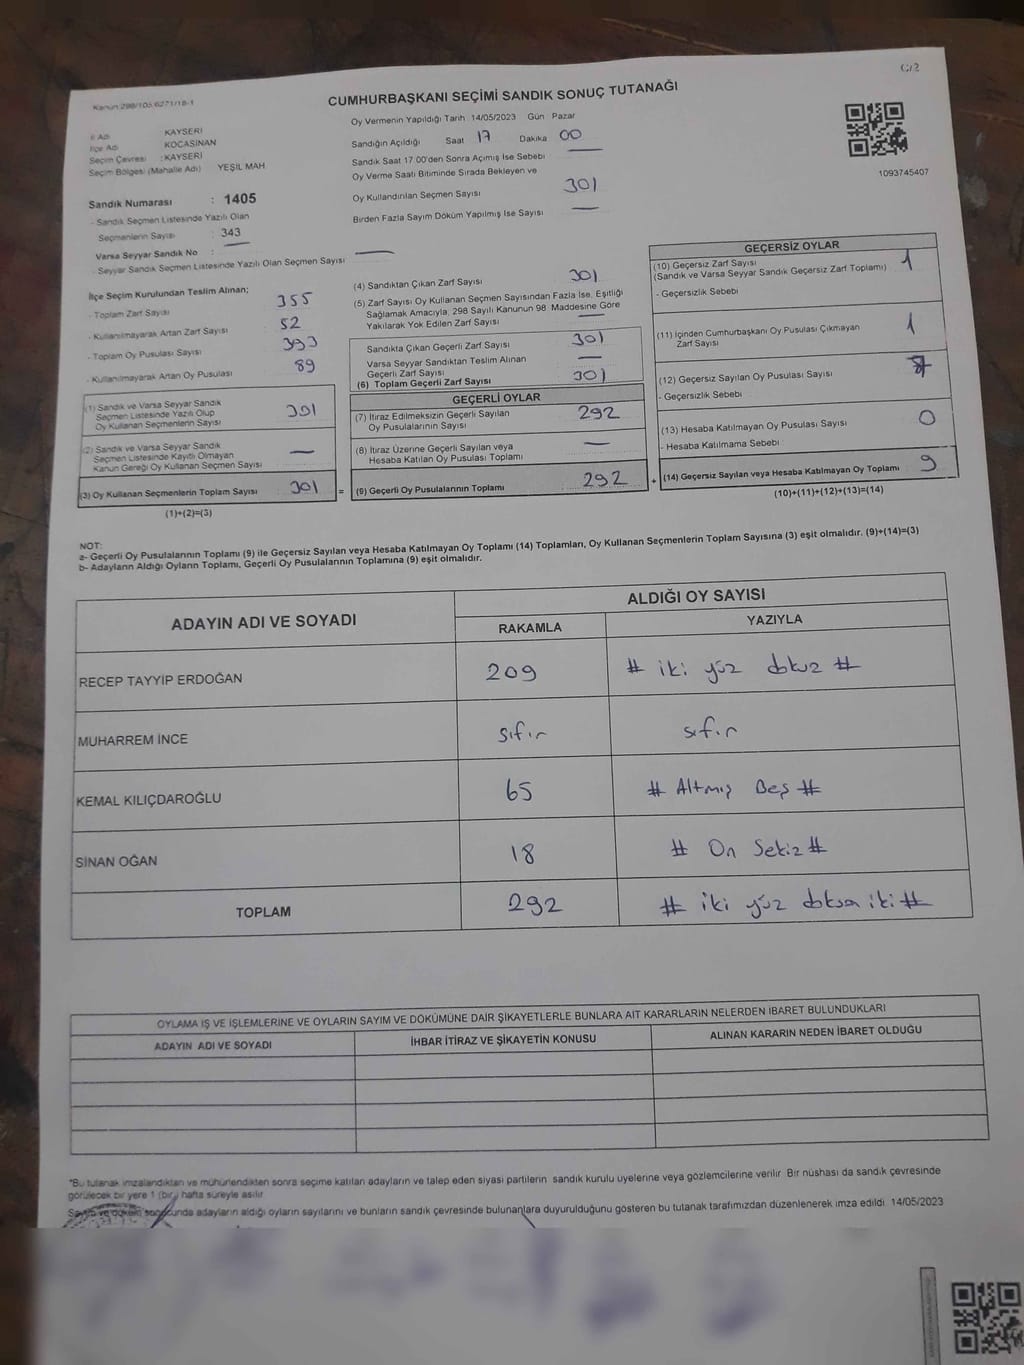 C/2
Kanun:298/105,6271/18-1
CUMHURBAŞKANI SEÇİMİ SANDIK SONUÇ TUTANAĞI
İl Adı KAYSERİ
İlçe Adı KOCASİNAN
Seçim Çevresi : KAYSERİ
Seçim Bölgesi (Mahalle Adı) YEŞİL MAH
Oy Vermenin Yapıldığı Tarih 14/05/2023 Gün Pazar
Sandığın Açıldığı Saat 17 Dakika 00
Sandık Saat 17.00'den Sonra Açımış İse Sebebi
Oy Verme Saati Bitiminde Sırada Bekleyen ve
Oy Kullandırılan Seçmen Sayısı 301
Birden Fazla Sayım Döküm Yapılmış İse Sayısı —
1093745407
Sandık Numarası : 1405
- Sandık Seçmen Listesinde Yazılı Olan
Seçmenlerin Sayısı : 343
Varsa Seyyar Sandık No : —
- Seyyar Sandık Seçmen Listesinde Yazılı Olan Seçmen Sayısı —
İlçe Seçim Kurulundan Teslim Alınan;
- Toplam Zarf Sayısı 355
- Kullanılmayarak Artan Zarf Sayısı 52
- Toplam Oy Pusulası Sayısı 393
- Kullanılmayarak Artan Oy Pusulası 89
(1) Sandık ve Varsa Seyyar Sandık
Seçmen Listesinde Yazılı Olup
Oy Kullanan Seçmenlerin Sayısı 301
(2) Sandık ve Varsa Seyyar Sandık
Seçmen Listesinde Kayıtlı Olmayan
Kanun Gereği Oy Kullanan Seçmen Sayısı —
(3) Oy Kullanan Seçmenlerin Toplam Sayısı 301 =
(1)+(2)=(3)
(4) Sandıktan Çıkan Zarf Sayısı 301
(5) Zarf Sayısı Oy Kullanan Seçmen Sayısından Fazla İse, Eşitliği
Sağlamak Amacıyla, 298 Sayılı Kanunun 98. Maddesine Göre
Yakılarak Yok Edilen Zarf Sayısı —
Sandıkta Çıkan Geçerli Zarf Sayısı 301
Varsa Seyyar Sandıktan Teslim Alınan
Geçerli Zarf Sayısı —
(6) Toplam Geçerli Zarf Sayısı 301
GEÇERLİ OYLAR
(7) İtiraz Edilmeksizin Geçerli Sayılan
Oy Pusulalarının Sayısı 292
(8) İtiraz Üzerine Geçerli Sayılan veya
Hesaba Katılan Oy Pusulası Toplamı —
(9) Geçerli Oy Pusulalarının Toplamı 292 +
GEÇERSİZ OYLAR
(10) Geçersiz Zarf Sayısı 1
(Sandık ve Varsa Seyyar Sandık Geçersiz Zarf Toplamı)
- Geçersizlik Sebebi
(11) İçinden Cumhurbaşkanı Oy Pusulası Çıkmayan
Zarf Sayısı 1
(12) Geçersiz Sayılan Oy Pusulası Sayısı 7
- Geçersizlik Sebebi
(13) Hesaba Katılmayan Oy Pusulası Sayısı 0
- Hesaba Katılmama Sebebi
(14) Geçersiz Sayılan veya Hesaba Katılmayan Oy Toplamı 9
(10)+(11)+(12)+(13)=(14)
NOT:
a- Geçerli Oy Pusulalarının Toplamı (9) ile Geçersiz Sayılan veya Hesaba Katılmayan Oy Toplamı (14) Toplamları, Oy Kullanan Seçmenlerin Toplam Sayısına (3) eşit olmalıdır. (9)+(14)=(3)
b- Adayların Aldığı Oyların Toplamı, Geçerli Oy Pusulalarının Toplamına (9) eşit olmalıdır.
ADAYIN ADI VE SOYADI
ALDIĞI OY SAYISI
RAKAMLA YAZIYLA
RECEP TAYYİP ERDOĞAN 209 # iki yüz dokuz #
MUHARREM İNCE sıfır sıfır
KEMAL KILIÇDAROĞLU 65 # Altmış Beş #
SİNAN OĞAN 18 # On Sekiz #
TOPLAM 292 # iki yüz doksan iki #
OYLAMA İŞ VE İŞLEMLERİNE VE OYLARIN SAYIM VE DÖKÜMÜNE DAİR ŞİKAYETLERLE BUNLARA AİT KARARLARIN NELERDEN İBARET BULUNDUKLARI
ADAYIN ADI VE SOYADI İHBAR İTİRAZ VE ŞİKAYETİN KONUSU ALINAN KARARIN NEDEN İBARET OLDUĞU
*Bu tutanak imzalandıktan ve mühürlendikten sonra seçime katılan adayların ve talep eden siyasi partilerin sandık kurulu üyelerine veya gözlemcilerine verilir. Bir nüshası da sandık çevresinde
görülecek bir yere 1 (bir) hafta süreyle asılır
Sayım ve döküm sonucunda adayların aldığı oyların sayılarını ve bunların sandık çevresinde bulunanlara duyurulduğunu gösteren bu tutanak tarafımızdan düzenlenerek imza edildi. 14/05/2023